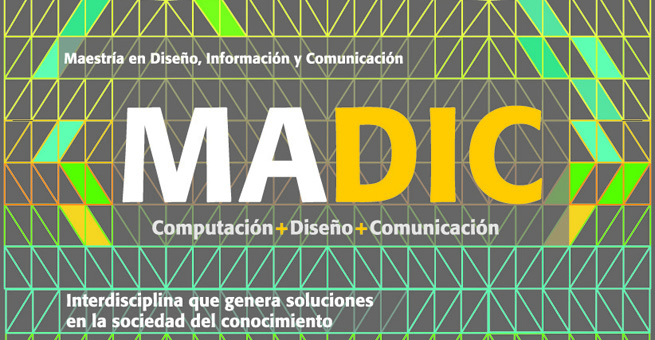 Maestría en Diseño, Información y Comunicación
MADIC
Computación+Diseño+Comunicación
Interdisciplina que genera soluciones
en la sociedad del conocimiento